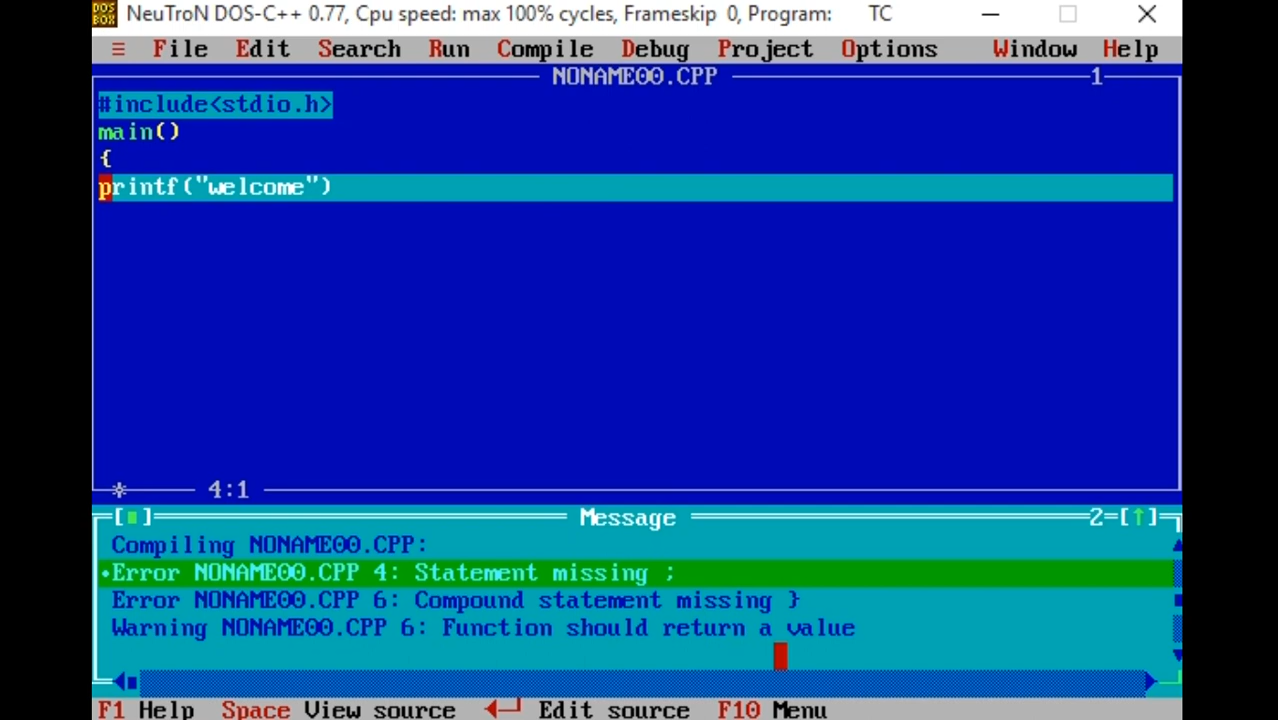 NeuTroN DOS-C++ 0.77, Cpu speed: max 100% cycles, Frameskip 0, Program: TC
≡ File Edit Search Run Compile Debug Project Options Window Help
NONAME00.CPP 1
#include<stdio.h>
main()
{
printf("welcome")
4:1
[■] Message 2=[↑]
Compiling NONAME00.CPP:
•Error NONAME00.CPP 4: Statement missing ;
Error NONAME00.CPP 6: Compound statement missing }
Warning NONAME00.CPP 6: Function should return a value
F1 Help Space View source ←┘ Edit source F10 Menu